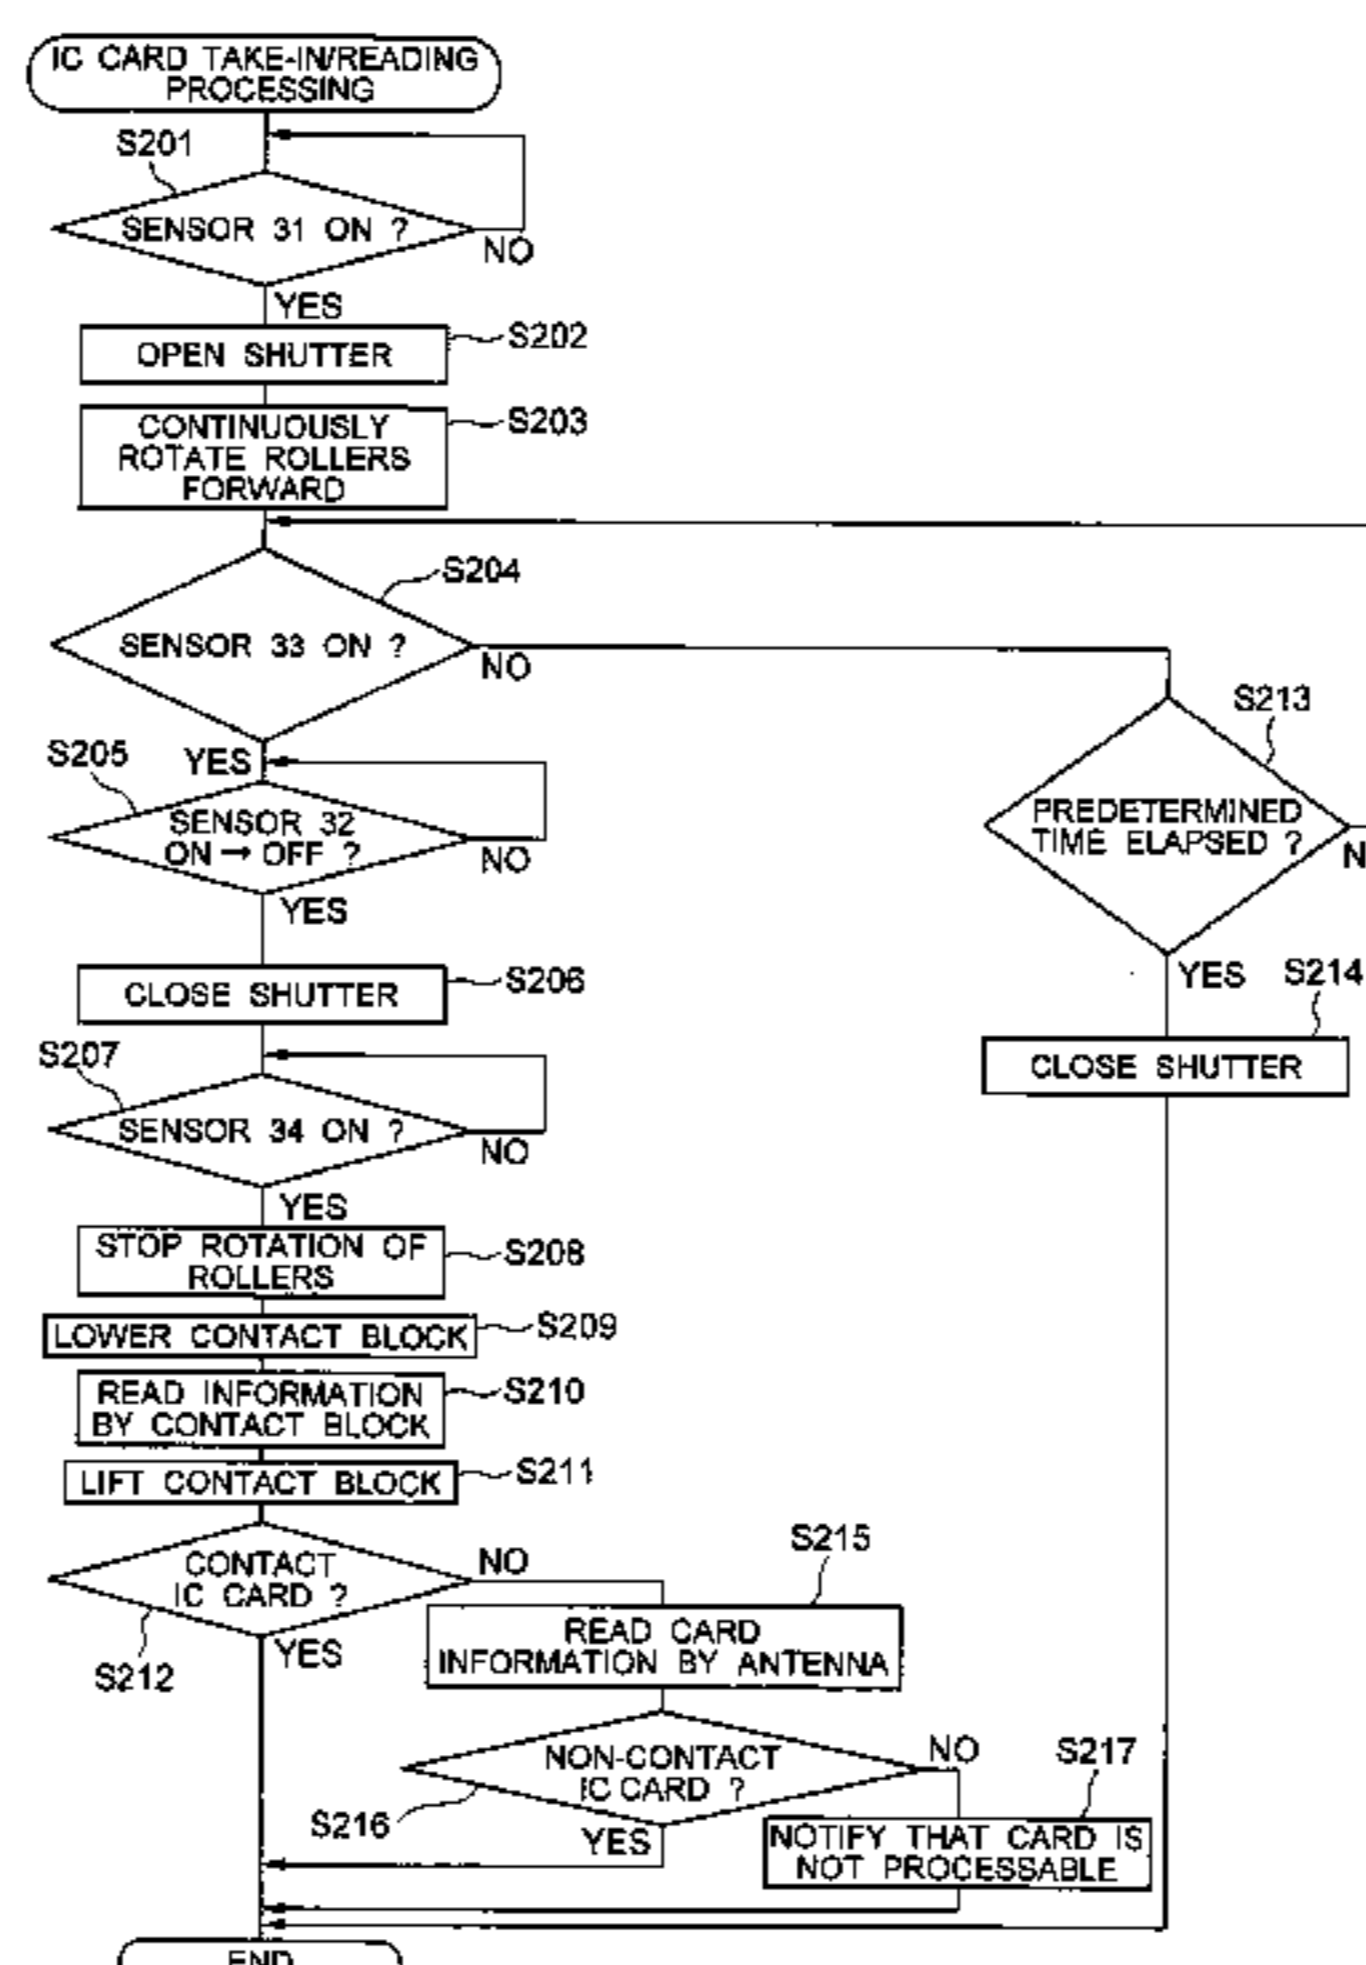 IC CARD TAKE-IN/READING
PROCESSING
S201
SENSOR 31 ON ?
NO
YES
OPEN SHUTTER
S202
CONTINUOUSLY
ROTATE ROLLERS
FORWARD
S203
S204
SENSOR 33 ON ?
NO
YES
S205
SENSOR 32
ON → OFF ?
NO
YES
S213
PREDETERMINED
TIME ELAPSED ?
N
YES
S214
CLOSE SHUTTER
CLOSE SHUTTER
S206
S207
SENSOR 34 ON ?
NO
YES
STOP ROTATION OF
ROLLERS
S208
LOWER CONTACT BLOCK
S209
READ INFORMATION
BY CONTACT BLOCK
S210
LIFT CONTACT BLOCK
S211
CONTACT
IC CARD ?
NO
S212
YES
S215
READ CARD
INFORMATION BY ANTENNA
NON-CONTACT
IC CARD ?
NO
S216
YES
S217
NOTIFY THAT CARD IS
NOT PROCESSABLE
END